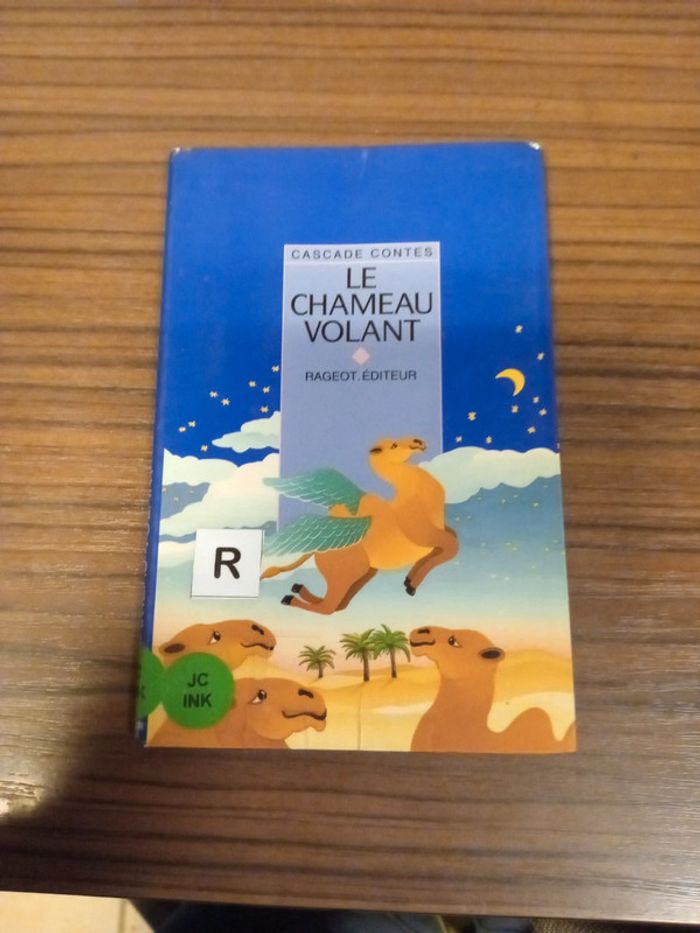 CASCADE CONTES
LE
CHAMEAU
VOLANT
RAGEOT.ÉDITEUR
R
JC
INK
K